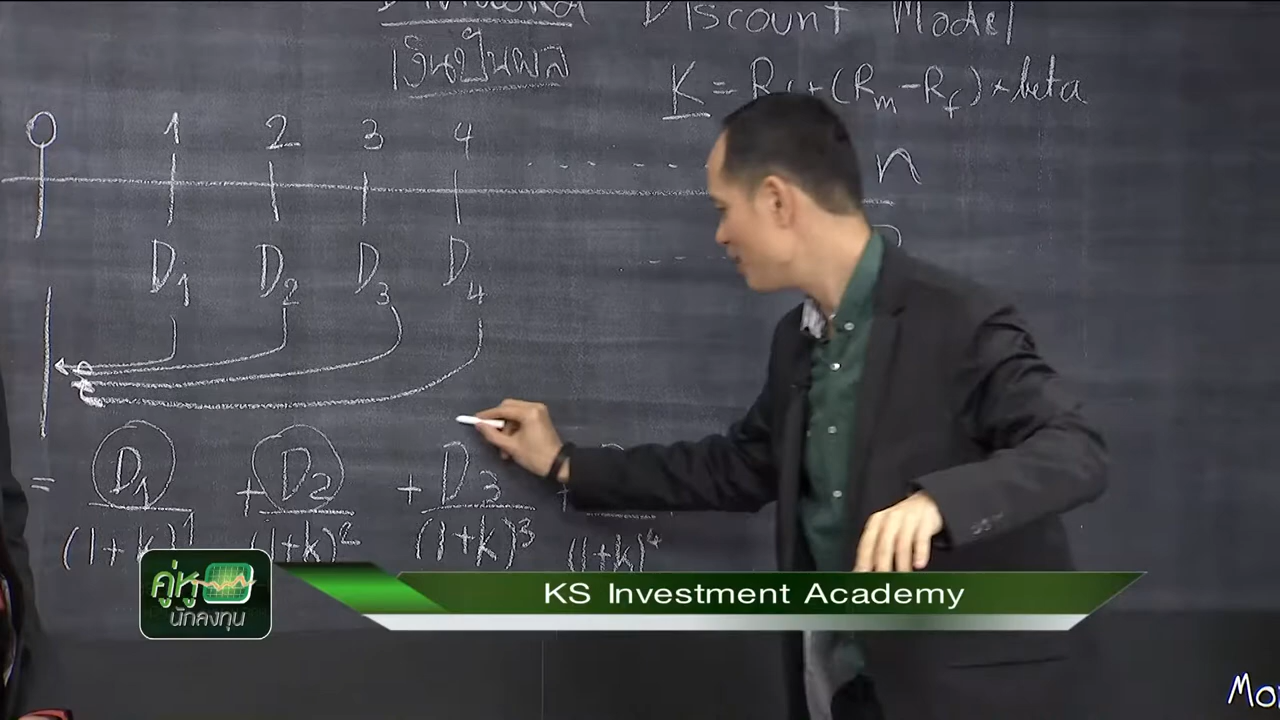 Discount Model
เงินปันผล
K = Rf + (Rm - Rf) * beta
0 1 2 3 4 n
D1 D2 D3 D4
= D1 + D2 + D3 +
(1+k)1 (1+k)2 (1+k)3 (1+k)4
คู่หู
นักลงทุน
KS Investment Academy